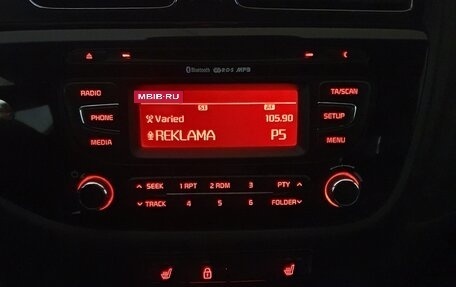 Bluetooth RDS MP3
RADIO
MBIB-RU
TA/SCAN
Varied 105.90
PHONE
SETUP
REKLAMA P5
MEDIA
MENU
SEEK 1 RPT 2 RDM 3 PTY
TRACK 4 5 6 FOLDER